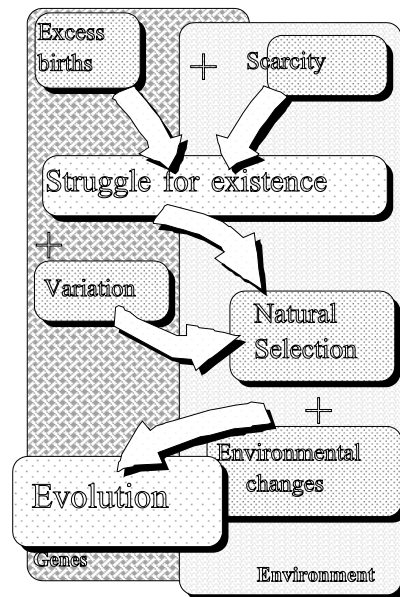 Excess
births
+ Scarcity
Struggle for existence
+
Variation
Natural
Selection
+
Environmental
changes
Evolution
Genes
Environment